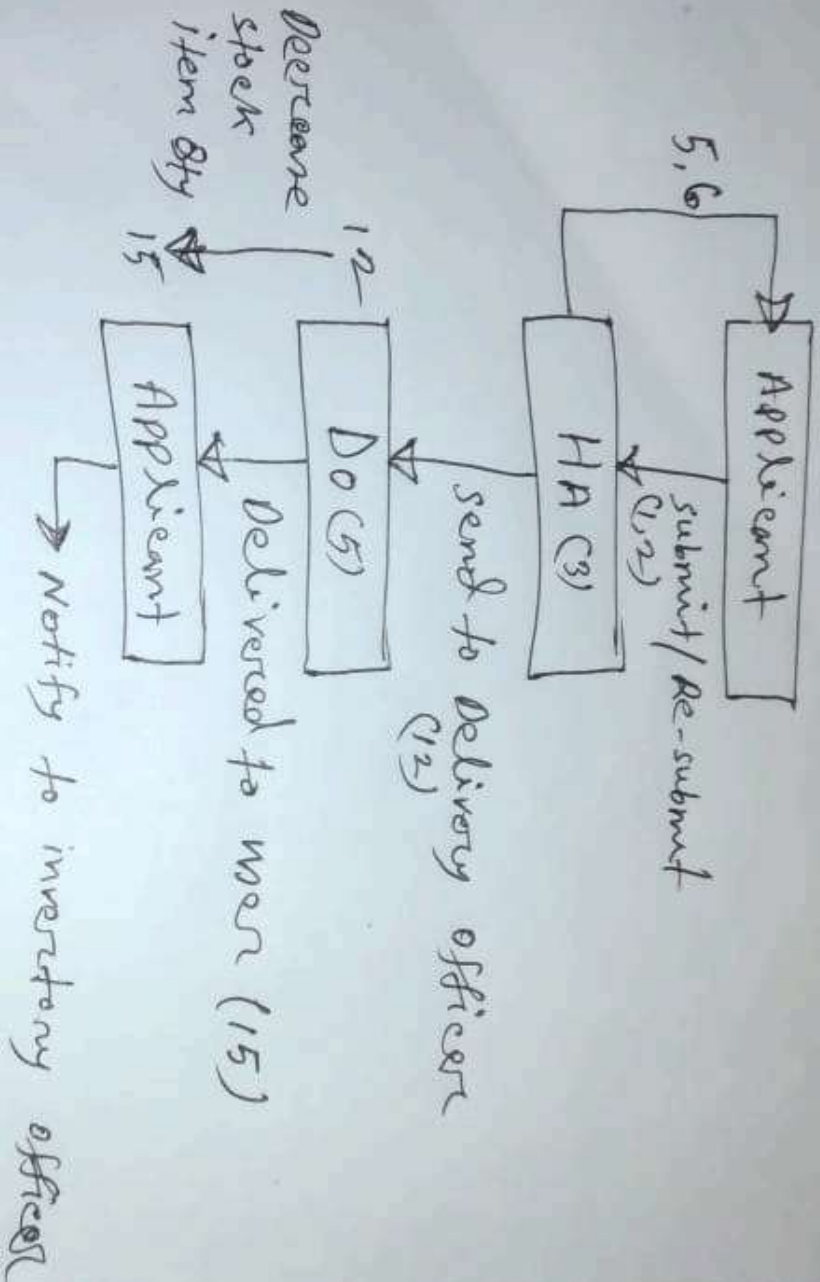 Applicant
5,6
submit/Re-submit
(1,2)
HA (3)
send to Delivery officer
(12)
DO (5)
12
Decrease
stock
item Qty
15
Delivered to user (15)
Applicant
Notify to inventory officer